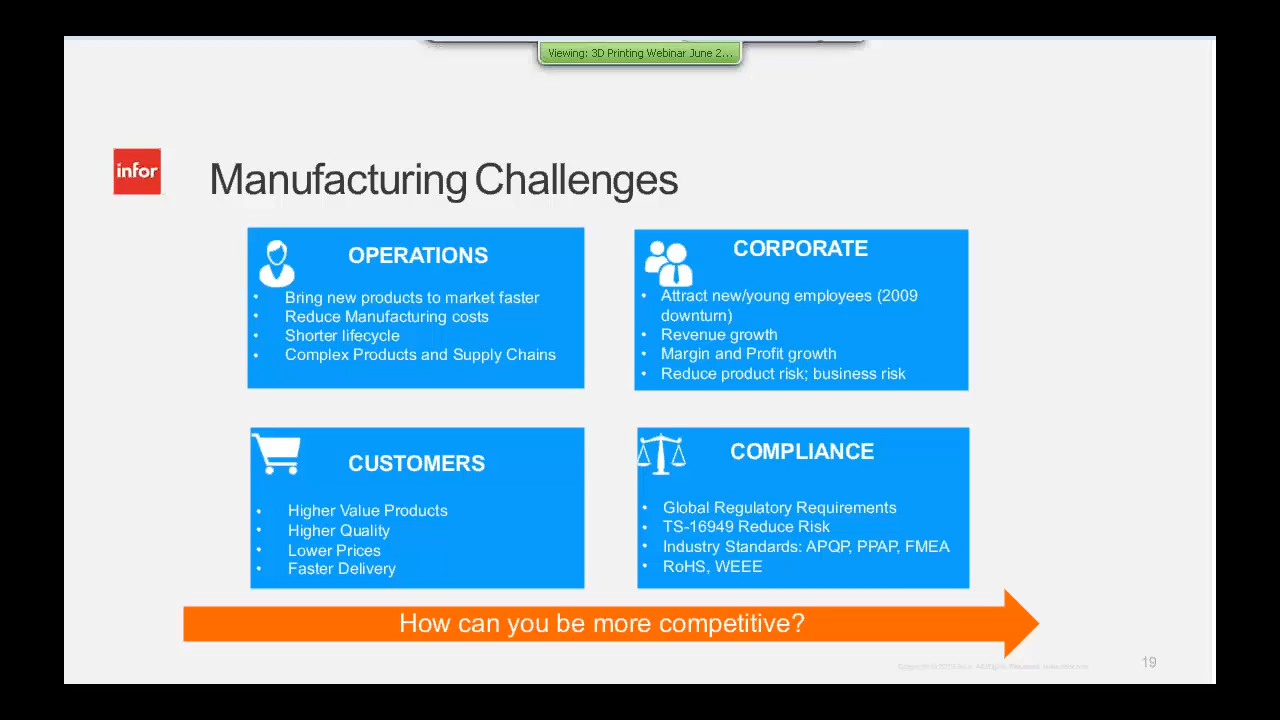 Viewing: 3D Printing Webinar June 2...
infor
Manufacturing Challenges
OPERATIONS
• Bring new products to market faster
• Reduce Manufacturing costs
• Shorter lifecycle
• Complex Products and Supply Chains
CORPORATE
• Attract new/young employees (2009
downturn)
• Revenue growth
• Margin and Profit growth
• Reduce product risk; business risk
CUSTOMERS
• Higher Value Products
• Higher Quality
• Lower Prices
• Faster Delivery
COMPLIANCE
• Global Regulatory Requirements
• TS-16949 Reduce Risk
• Industry Standards: APQP, PPAP, FMEA
• RoHS, WEEE
How can you be more competitive?
19